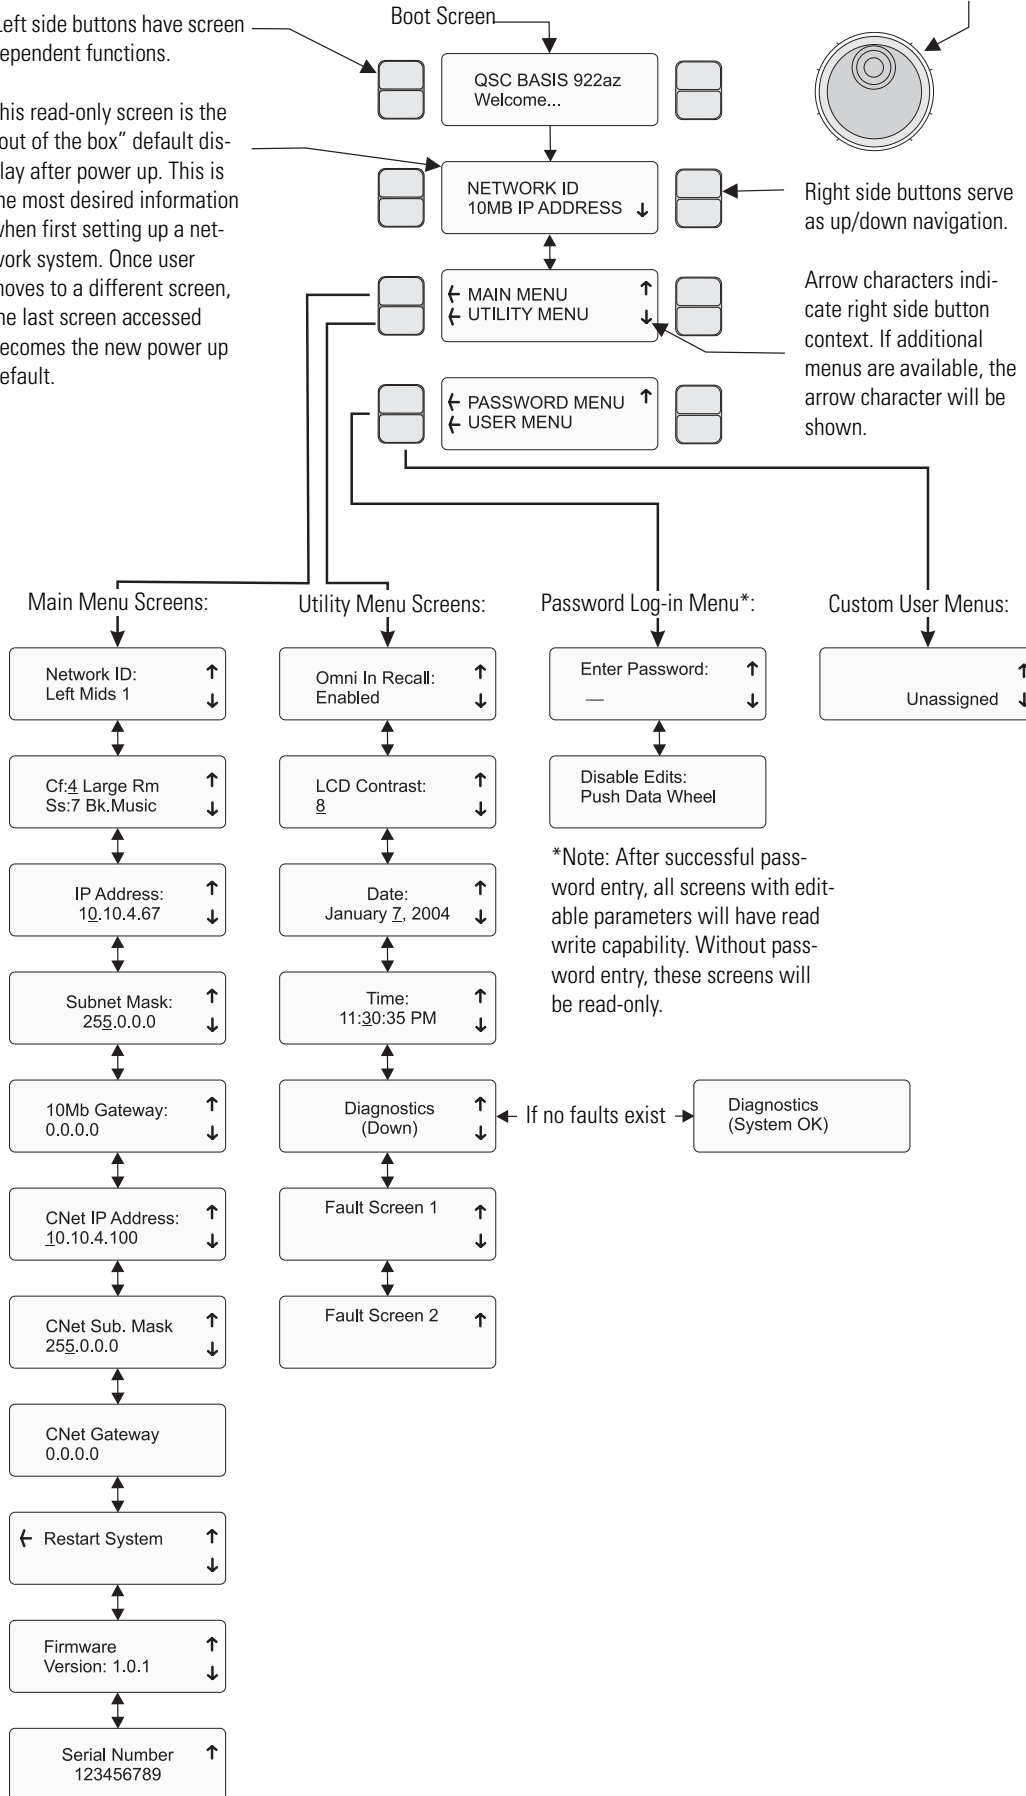 Left side buttons have screen
dependent functions.
This read-only screen is the
“out of the box” default dis-
play after power up. This is
the most desired information
when first setting up a net-
work system. Once user
moves to a different screen,
the last screen accessed
becomes the new power up
default.
Boot Screen
QSC BASIS 922az
Welcome...
NETWORK ID
10MB IP ADDRESS ↓
← MAIN MENU ↑
← UTILITY MENU ↓
← PASSWORD MENU ↑
← USER MENU
Right side buttons serve
as up/down navigation.
Arrow characters indi-
cate right side button
context. If additional
menus are available, the
arrow character will be
shown.
Main Menu Screens:
Network ID: ↑
Left Mids 1 ↓
Cf:4 Large Rm ↑
Ss:7 Bk.Music ↓
IP Address: ↑
10.10.4.67 ↓
Subnet Mask: ↑
255.0.0.0 ↓
10Mb Gateway: ↑
0.0.0.0 ↓
CNet IP Address: ↑
10.10.4.100 ↓
CNet Sub. Mask ↑
255.0.0.0 ↓
CNet Gateway
0.0.0.0
← Restart System ↑
↓
Firmware ↑
Version: 1.0.1 ↓
Serial Number ↑
123456789
Utility Menu Screens:
Omni In Recall: ↑
Enabled ↓
LCD Contrast: ↑
8 ↓
Date: ↑
January 7, 2004 ↓
Time: ↑
11:30:35 PM ↓
Diagnostics ↑
(Down) ↓
If no faults exist
Diagnostics
(System OK)
Fault Screen 1 ↑
↓
Fault Screen 2 ↑
Password Log-in Menu*:
Enter Password: ↑
__ ↓
Disable Edits:
Push Data Wheel
*Note: After successful pass-
word entry, all screens with edit-
able parameters will have read
write capability. Without pass-
word entry, these screens will
be read-only.
Custom User Menus:
↑
Unassigned ↓